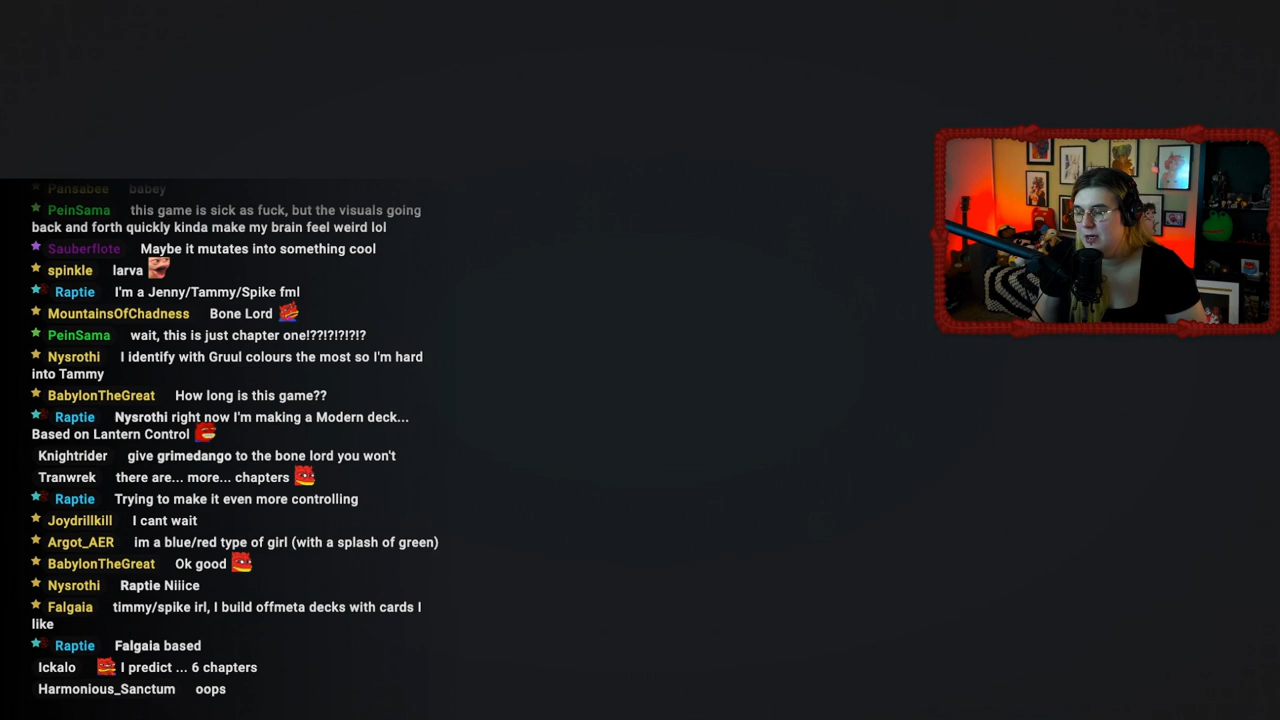 Pansabee babey
PeinSama this game is sick as fuck, but the visuals going
back and forth quickly kinda make my brain feel weird lol
Sauberflote Maybe it mutates into something cool
spinkle larva
Raptie I'm a Jenny/Tammy/Spike fml
MountainsOfChadness Bone Lord
PeinSama wait, this is just chapter one!??!?!?!?!?
Nysrothi I identify with Gruul colours the most so I'm hard
into Tammy
BabylonTheGreat How long is this game??
Raptie Nysrothi right now I'm making a Modern deck...
Based on Lantern Control
Knightrider give grimedango to the bone lord you won't
Tranwrek there are... more... chapters
Raptie Trying to make it even more controlling
Joydrillkill I cant wait
Argot_AER im a blue/red type of girl (with a splash of green)
BabylonTheGreat Ok good
Nysrothi Raptie Niiice
Falgaia timmy/spike irl, I build offmeta decks with cards I
like
Raptie Falgaia based
Ickalo I predict ... 6 chapters
Harmonious_Sanctum oops